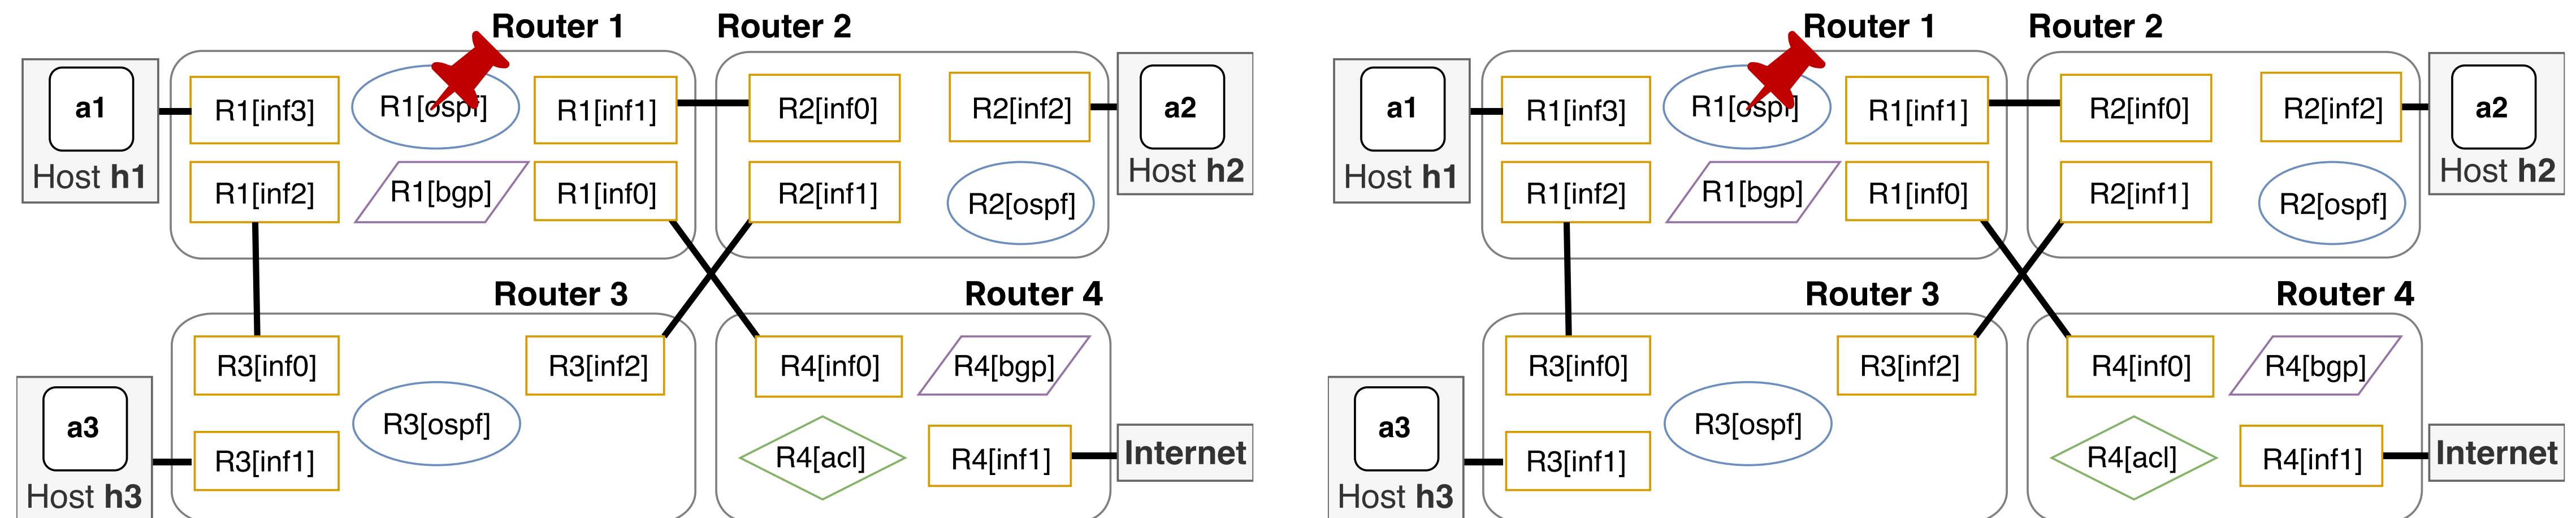 Router 1
Router 2
a1
Host h1
R1[inf3]
R1[ospf]
R1[inf1]
R2[inf0]
R2[inf2]
a2
Host h2
R1[inf2]
R1[bgp]
R1[inf0]
R2[inf1]
R2[ospf]
Router 3
Router 4
R3[inf0]
R3[inf2]
R4[inf0]
R4[bgp]
a3
Host h3
R3[ospf]
R3[inf1]
R4[acl]
R4[inf1]
Internet
Router 1
Router 2
a1
Host h1
R1[inf3]
R1[ospf]
R1[inf1]
R2[inf0]
R2[inf2]
a2
Host h2
R1[inf2]
R1[bgp]
R1[inf0]
R2[inf1]
R2[ospf]
Router 3
Router 4
R3[inf0]
R3[inf2]
R4[inf0]
R4[bgp]
a3
Host h3
R3[ospf]
R3[inf1]
R4[acl]
R4[inf1]
Internet